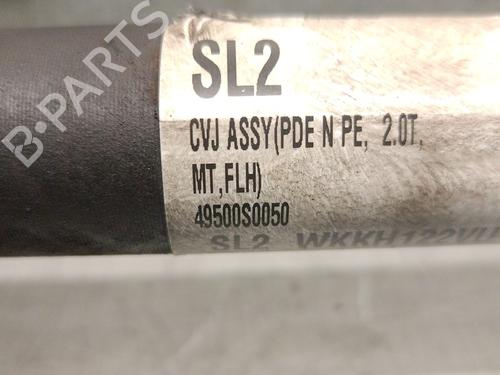 SL2
CVJ ASSY(PDE N PE, 2.0T,
MT,FLH)
49500S0050
SL2
B-PARTS